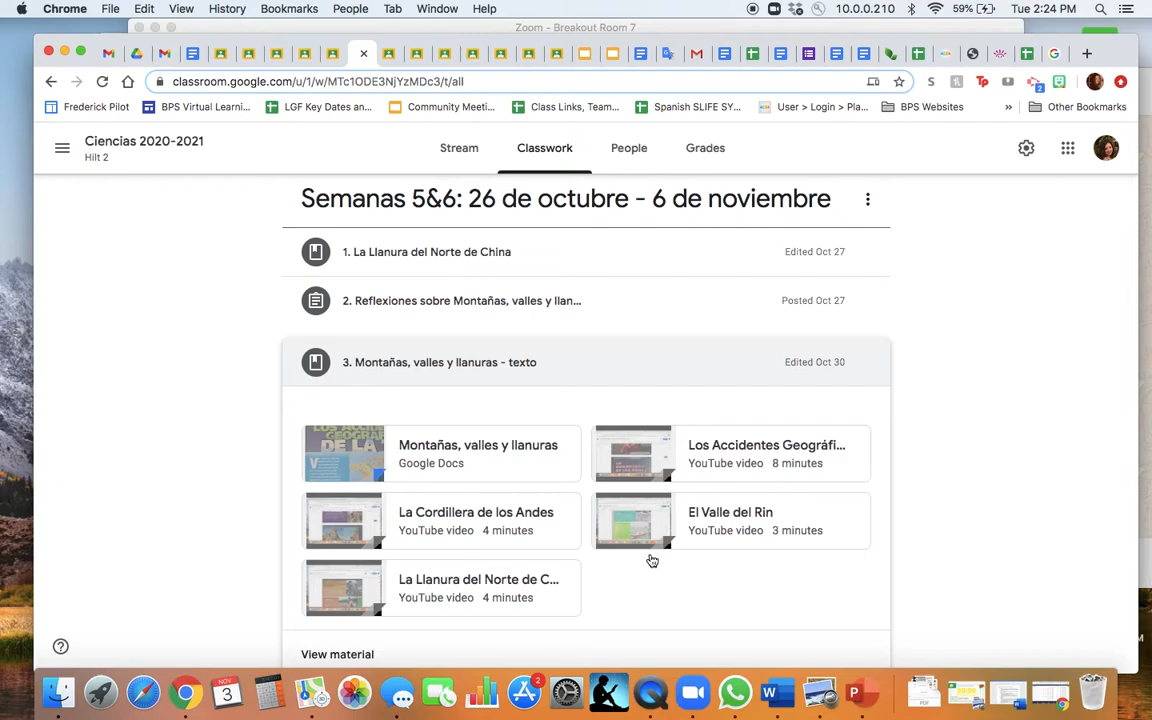 Chrome File Edit View History Bookmarks People Tab Window Help 10.0.0.210 59% Tue 2:24 PM
Zoom - Breakout Room 7
classroom.google.com/u/1/w/MTc1ODE3NjYzMDc3/t/all
Frederick Pilot BPS Virtual Learni... LGF Key Dates an... Community Meeti... Class Links, Team... Spanish SLIFE SY... User > Login > Pla... BPS Websites » Other Bookmarks
Ciencias 2020-2021
Hilt 2
Stream Classwork People Grades
Semanas 5&6: 26 de octubre - 6 de noviembre
1. La Llanura del Norte de China Edited Oct 27
2. Reflexiones sobre Montañas, valles y llan... Posted Oct 27
3. Montañas, valles y llanuras - texto Edited Oct 30
Montañas, valles y llanuras
Google Docs
Los Accidentes Geográfi...
YouTube video 8 minutes
La Cordillera de los Andes
YouTube video 4 minutes
El Valle del Rin
YouTube video 3 minutes
La Llanura del Norte de C...
YouTube video 4 minutes
View material
NOV
3
2